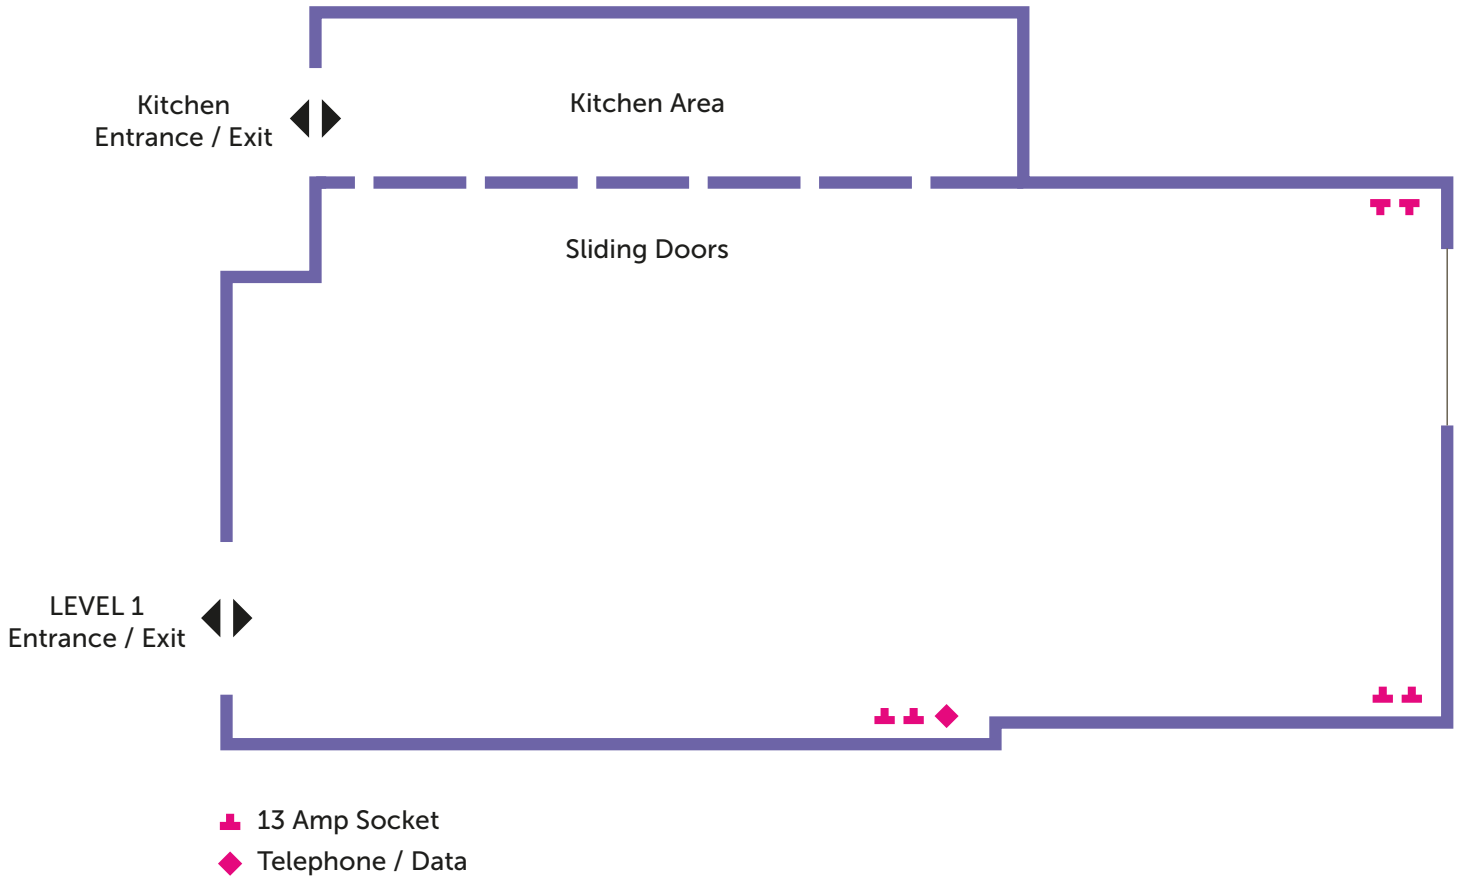 Kitchen
Entrance / Exit
Kitchen Area
Sliding Doors
LEVEL 1
Entrance / Exit
13 Amp Socket
Telephone / Data